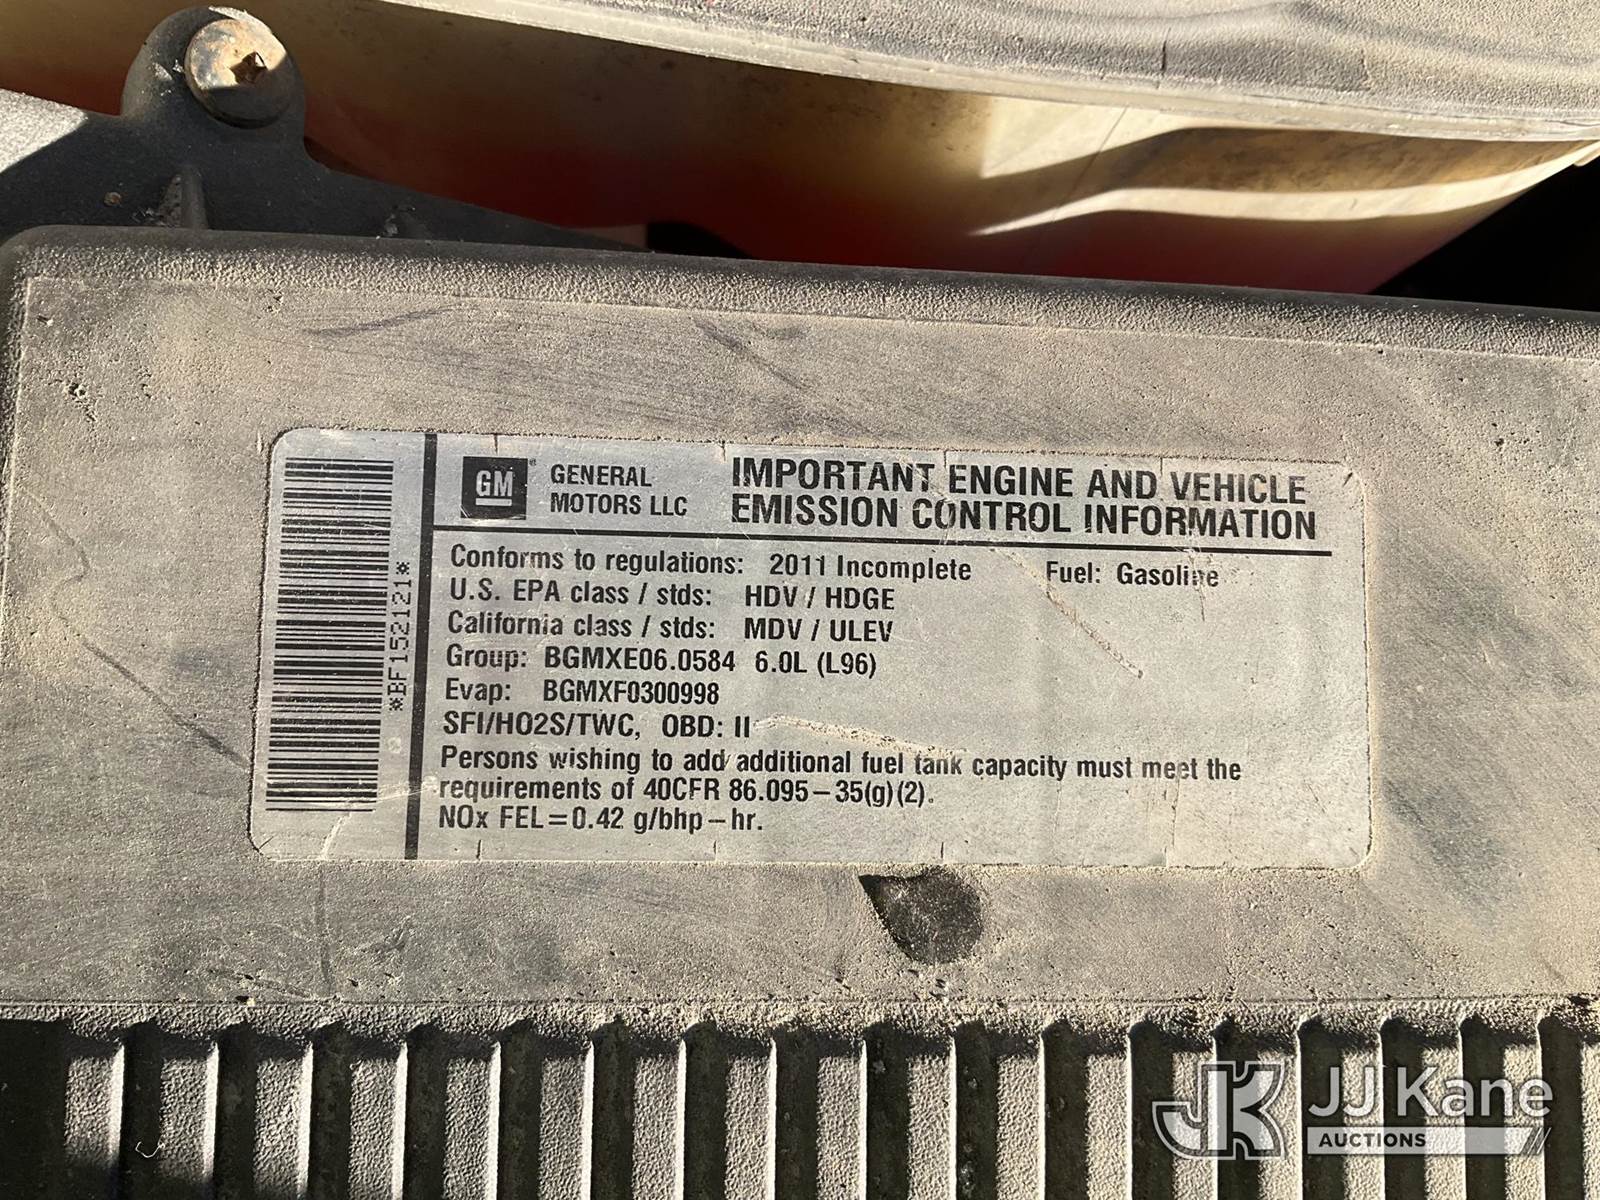 GM
GENERAL
MOTORS LLC
IMPORTANT ENGINE AND VEHICLE
EMISSION CONTROL INFORMATION
*BF152121*
Conforms to regulations: 2011 Incomplete Fuel: Gasoline
U.S. EPA class / stds: HDV / HDGE
California class / stds: MDV / ULEV
Group: BGMXE06.0584 6.0L (L96)
Evap: BGMXF0300998
SFI/HO2S/TWC, OBD: II
Persons wishing to add additional fuel tank capacity must meet the
requirements of 40CFR 86.095-35(g)(2).
NOx FEL=0.42 g/bhp-hr.
JK JJ Kane
AUCTIONS